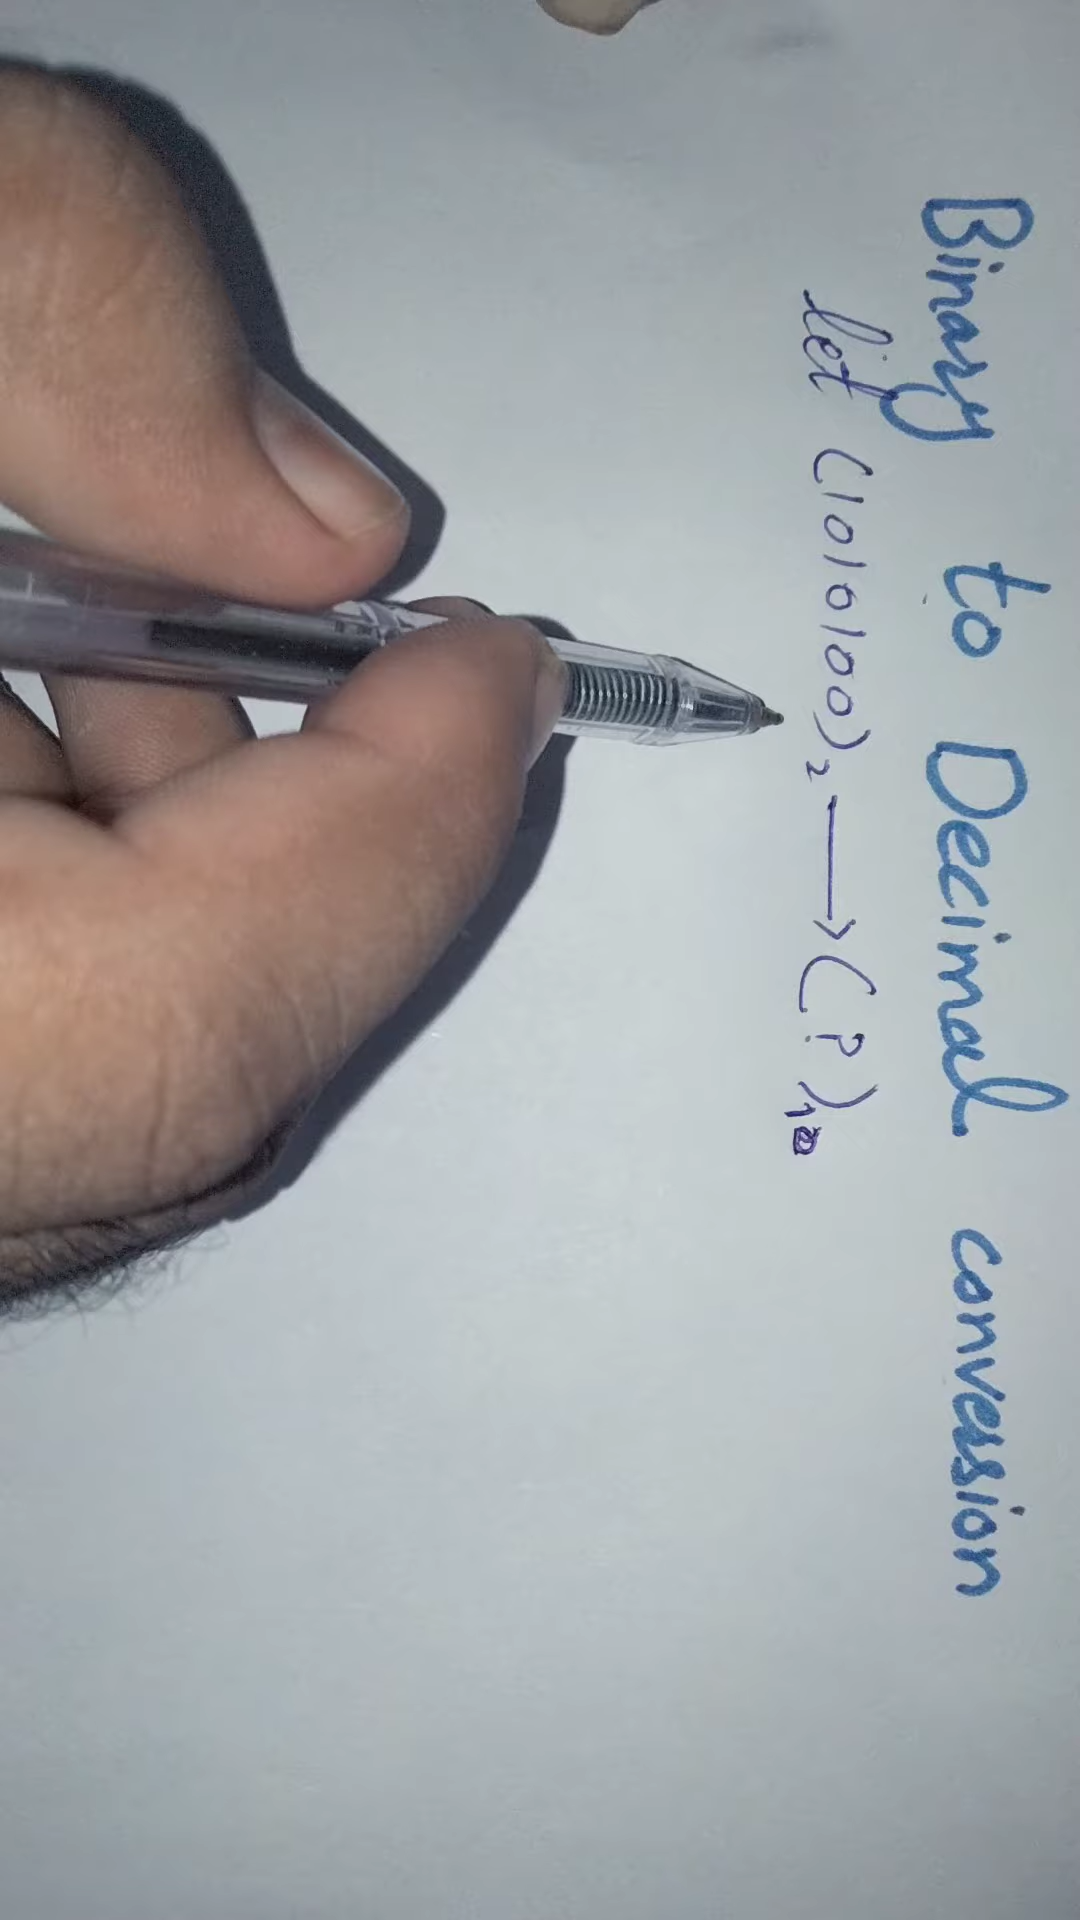 Binary to Decimal conversion
let (1010100)₂ → (?)₁₀